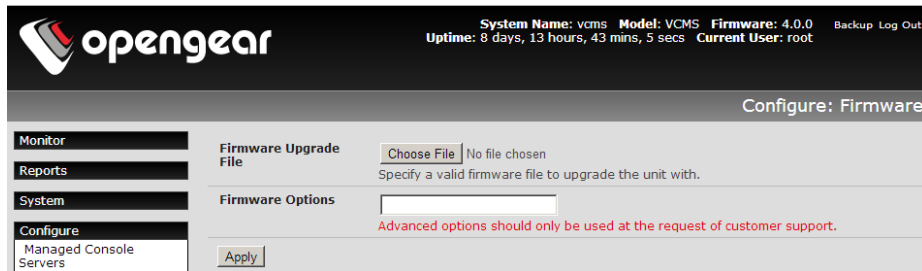 opengear
System Name: vcms Model: VCMS Firmware: 4.0.0 Backup Log Out
Uptime: 8 days, 13 hours, 43 mins, 5 secs Current User: root
Configure: Firmware
Monitor
Reports
System
Configure
Managed Console
Servers
Firmware Upgrade
File
Choose File No file chosen
Specify a valid firmware file to upgrade the unit with.
Firmware Options
Advanced options should only be used at the request of customer support.
Apply